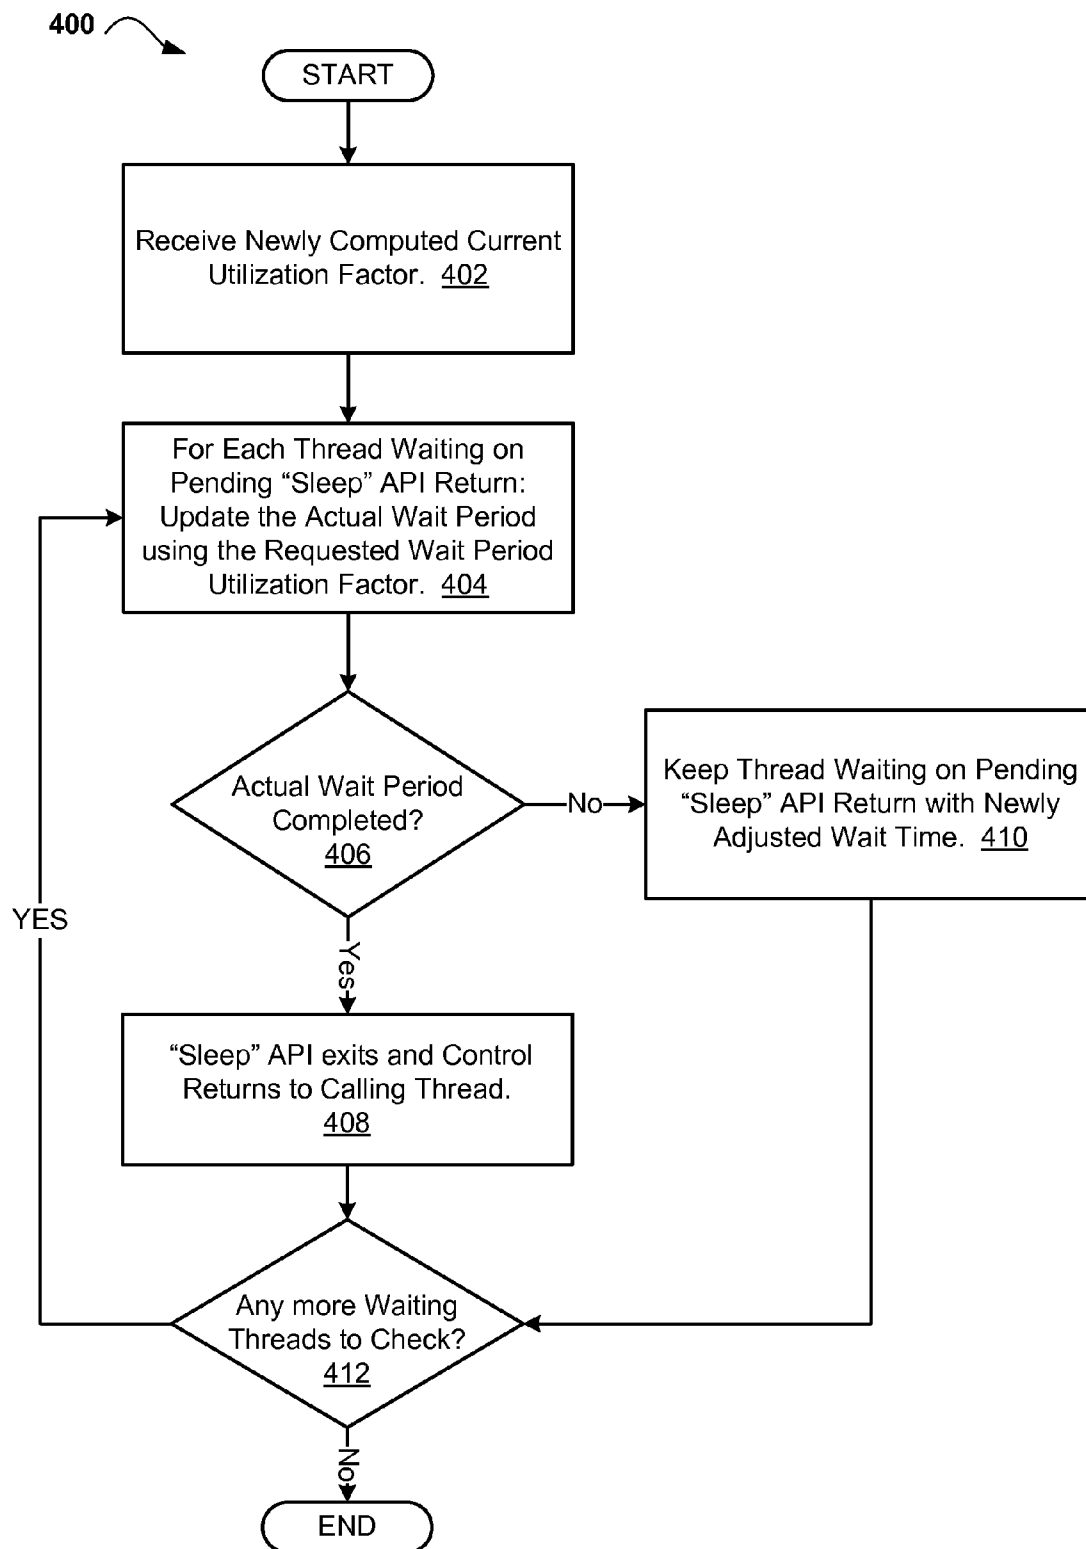 400
START
Receive Newly Computed Current
Utilization Factor. 402
For Each Thread Waiting on
Pending “Sleep” API Return:
Update the Actual Wait Period
using the Requested Wait Period
Utilization Factor. 404
Actual Wait Period
Completed?
406
No
Keep Thread Waiting on Pending
“Sleep” API Return with Newly
Adjusted Wait Time. 410
YES
Yes
“Sleep” API exits and Control
Returns to Calling Thread.
408
Any more Waiting
Threads to Check?
412
No
END